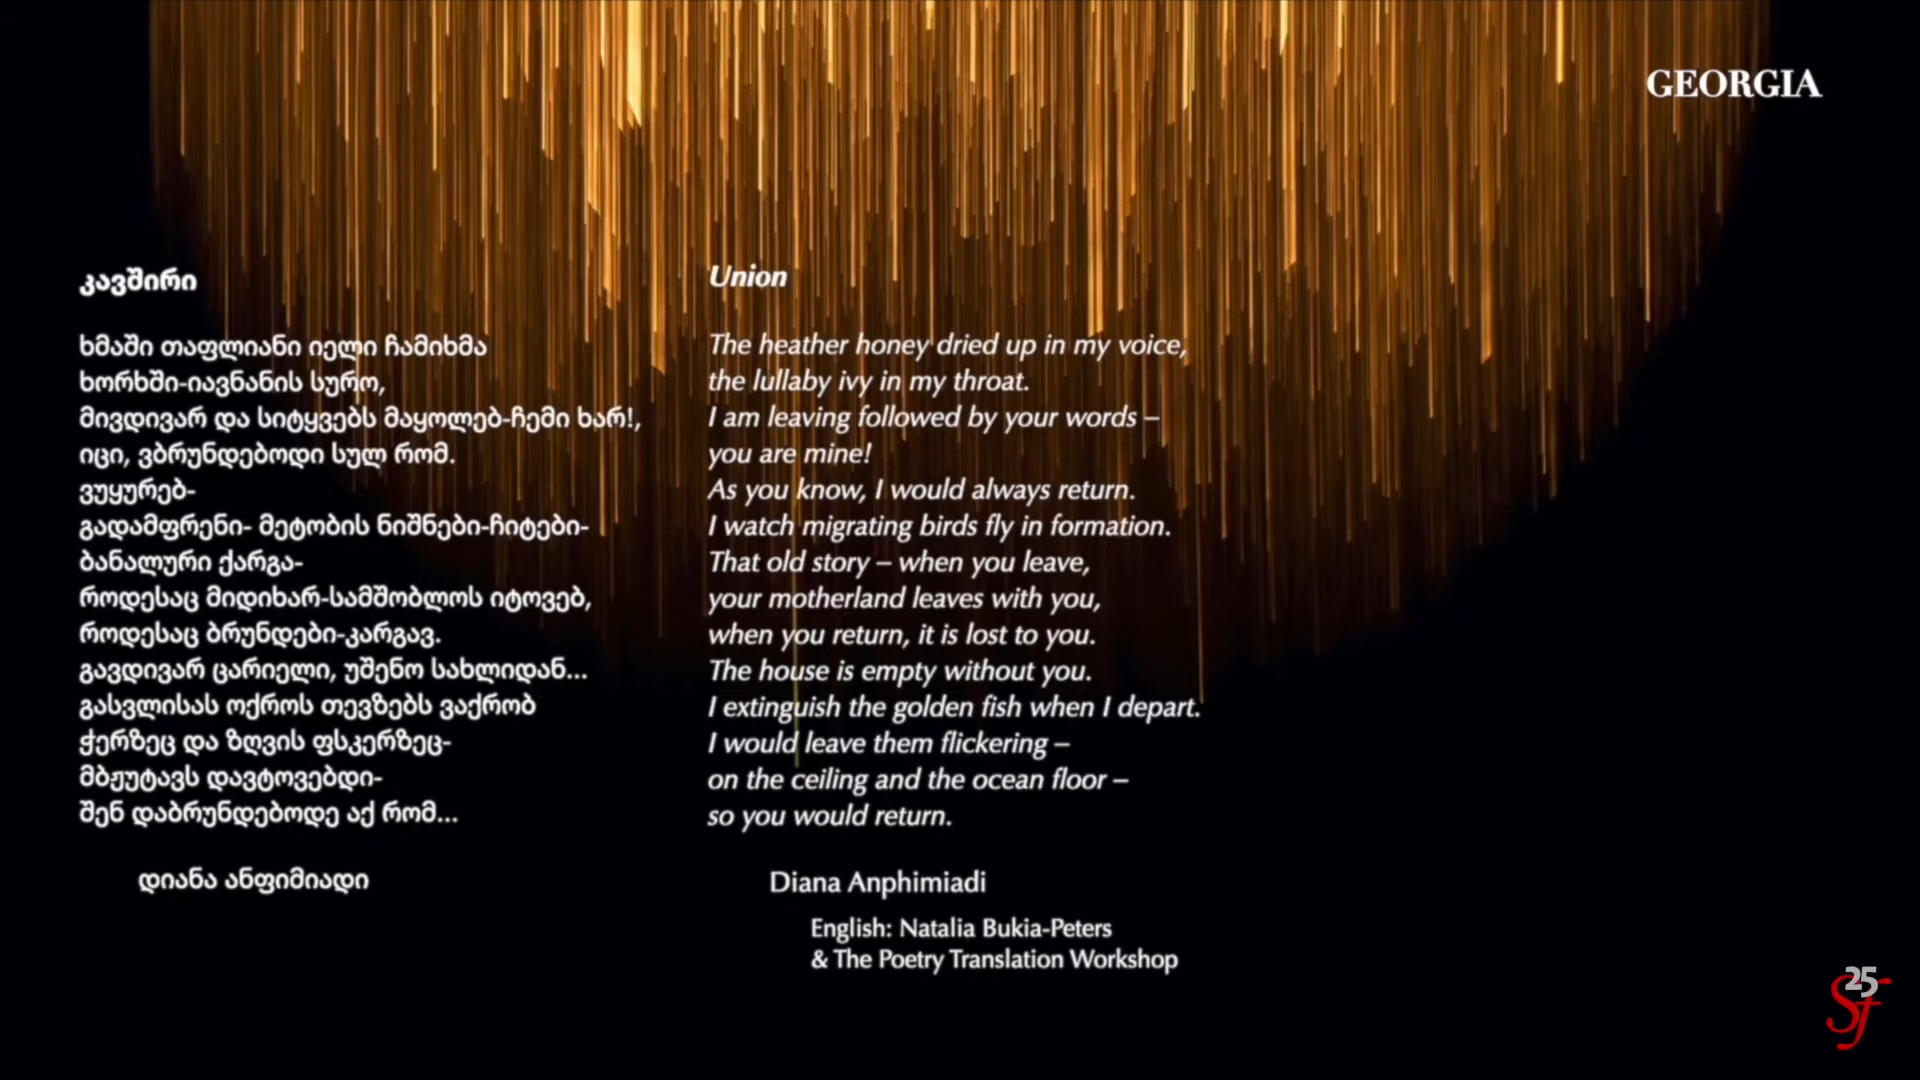 GEORGIA
კავშირი
ხმაში თაფლიანი იელი ჩამიხმა
ხორხში-იავნანის სურო,
მივდივარ და სიტყვებს მაყოლებ-ჩემი ხარ!,
იცი, ვბრუნდებოდი სულ რომ.
ვუყურებ-
გადამფრენი- მეტობის ნიშნები-ჩიტები-
ბანალური ქარგა-
როდესაც მიდიხარ-სამშობლოს იტოვებ,
როდესაც ბრუნდები-კარგავ.
გავდივარ ცარიელი, უშენო სახლიდან...
გასვლისას ოქროს თევზებს ვაქრობ
ჭერზეც და ზღვის ფსკერზეც-
მბჟუტავს დავტოვებდი-
შენ დაბრუნდებოდე აქ რომ...
დიანა ანფიმიადი
Union
The heather honey dried up in my voice,
the lullaby ivy in my throat.
I am leaving followed by your words –
you are mine!
As you know, I would always return.
I watch migrating birds fly in formation.
That old story – when you leave,
your motherland leaves with you,
when you return, it is lost to you.
The house is empty without you.
I extinguish the golden fish when I depart.
I would leave them flickering –
on the ceiling and the ocean floor –
so you would return.
Diana Anphimiadi
English: Natalia Bukia-Peters
& The Poetry Translation Workshop
25
Sf